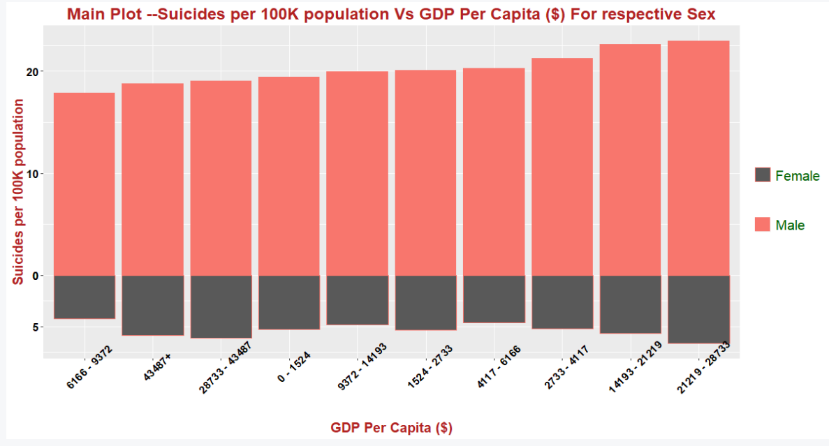 Main Plot --Suicides per 100K population Vs GDP Per Capita ($) For respective Sex
Suicides per 100K population
20
10
0
5
6166 - 9372
43487+
28733 - 43487
0 - 1524
9372 - 14193
1524 - 2733
4117 - 6166
2733 - 4117
14193 - 21219
21219 - 28733
GDP Per Capita ($)
Female
Male